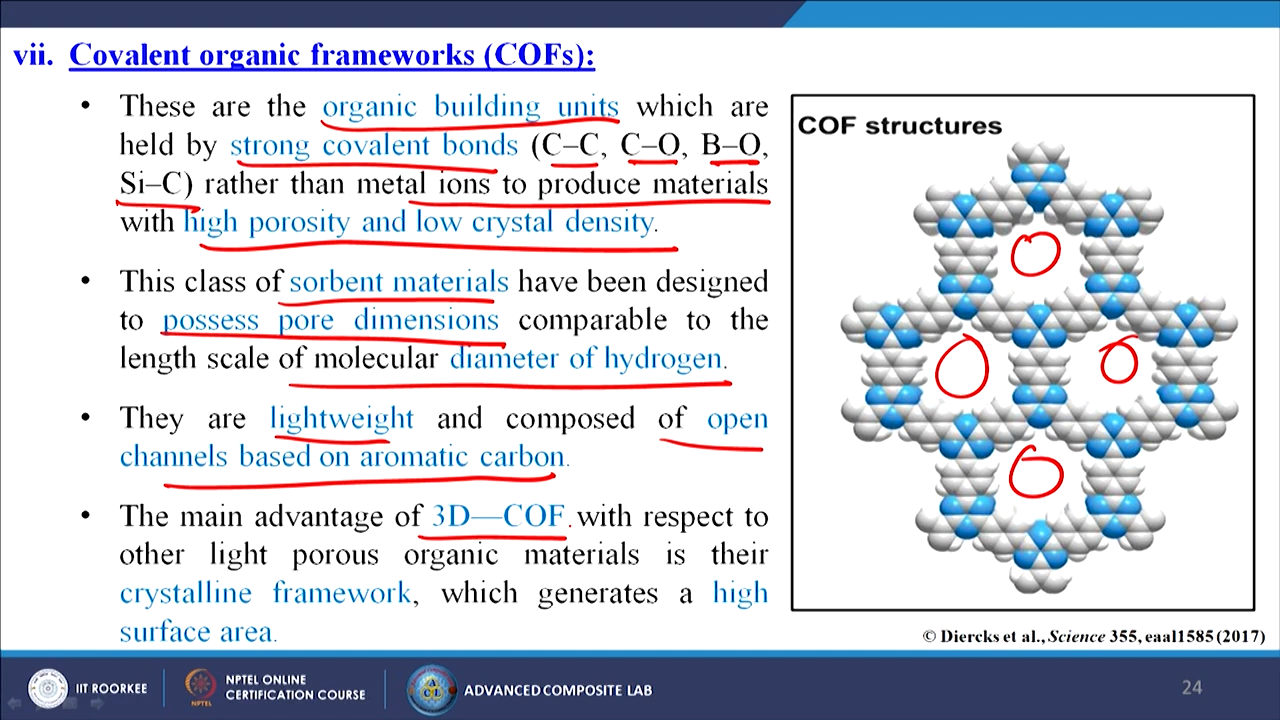 vii. Covalent organic frameworks (COFs):
• These are the organic building units which are
held by strong covalent bonds (C–C, C–O, B–O,
Si–C) rather than metal ions to produce materials
with high porosity and low crystal density.
• This class of sorbent materials have been designed
to possess pore dimensions comparable to the
length scale of molecular diameter of hydrogen.
• They are lightweight and composed of open
channels based on aromatic carbon.
• The main advantage of 3D—COF with respect to
other light porous organic materials is their
crystalline framework, which generates a high
surface area.
COF structures
© Diercks et al., Science 355, eaal1585 (2017)
IIT ROORKEE
NPTEL
NPTEL ONLINE
CERTIFICATION COURSE
ACL
ADVANCED COMPOSITE LAB
24